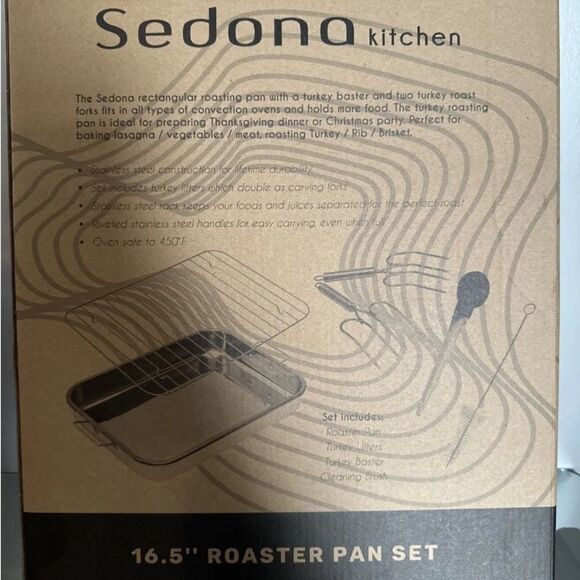 Sedona kitchen
The Sedona rectangular roasting pan with a turkey baster and two turkey roast
forks fits in all types of convection ovens and holds more food. The turkey roasting
pan is ideal for preparing Thanksgiving dinner or Christmas party. Perfect for
baking lasagna / vegetables / meat, roasting Turkey / Rib / Brisket.
• Stainless steel construction for lifetime durability
• Set includes turkey lifters which double as carving forks
• Stainless steel rack keeps your foods and juices separated for the perfect roast
• Riveted stainless steel handles for easy carrying, even when full
• Oven safe to 450°F
Set includes:
Roaster Pan
Turkey Lifters
Turkey Baster
Cleaning Brush
16.5'' ROASTER PAN SET